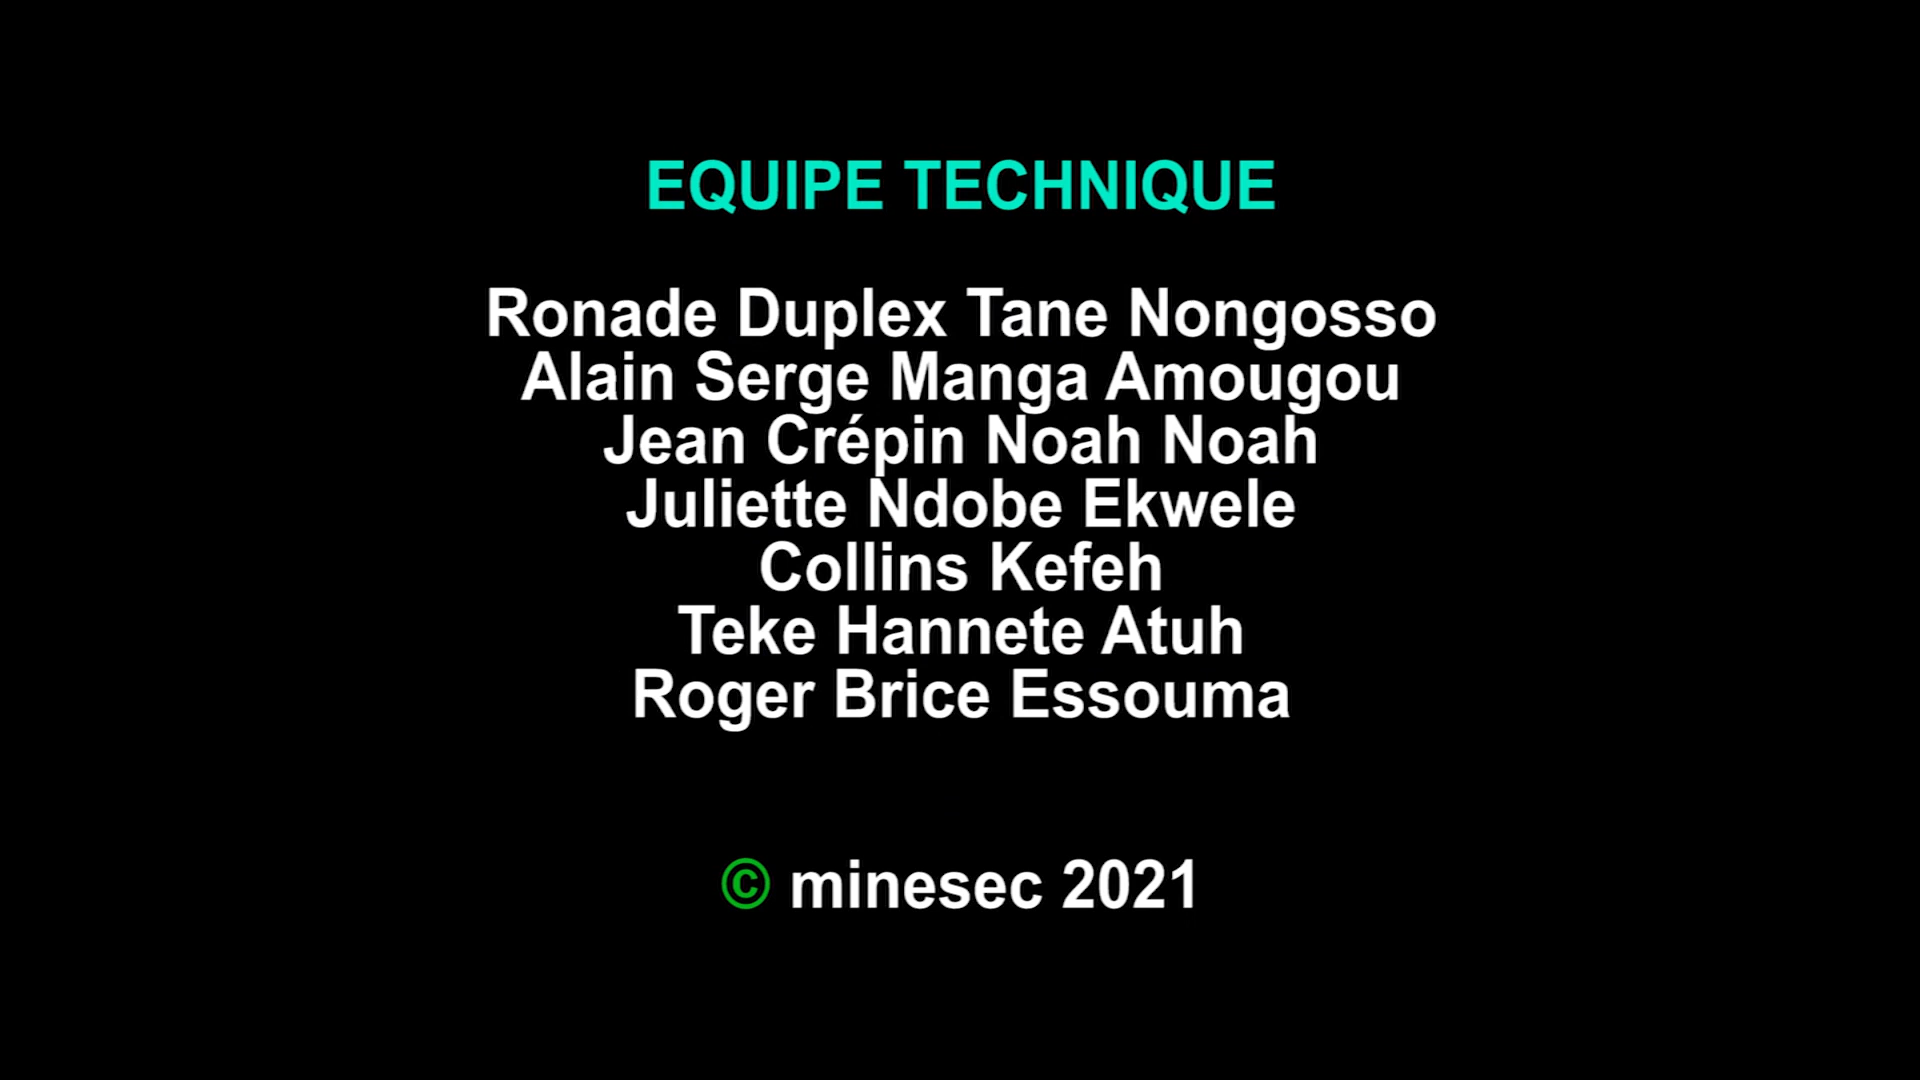 EQUIPE TECHNIQUE
Ronade Duplex Tane Nongosso
Alain Serge Manga Amougou
Jean Crépin Noah Noah
Juliette Ndobe Ekwele
Collins Kefeh
Teke Hannete Atuh
Roger Brice Essouma
© minesec 2021